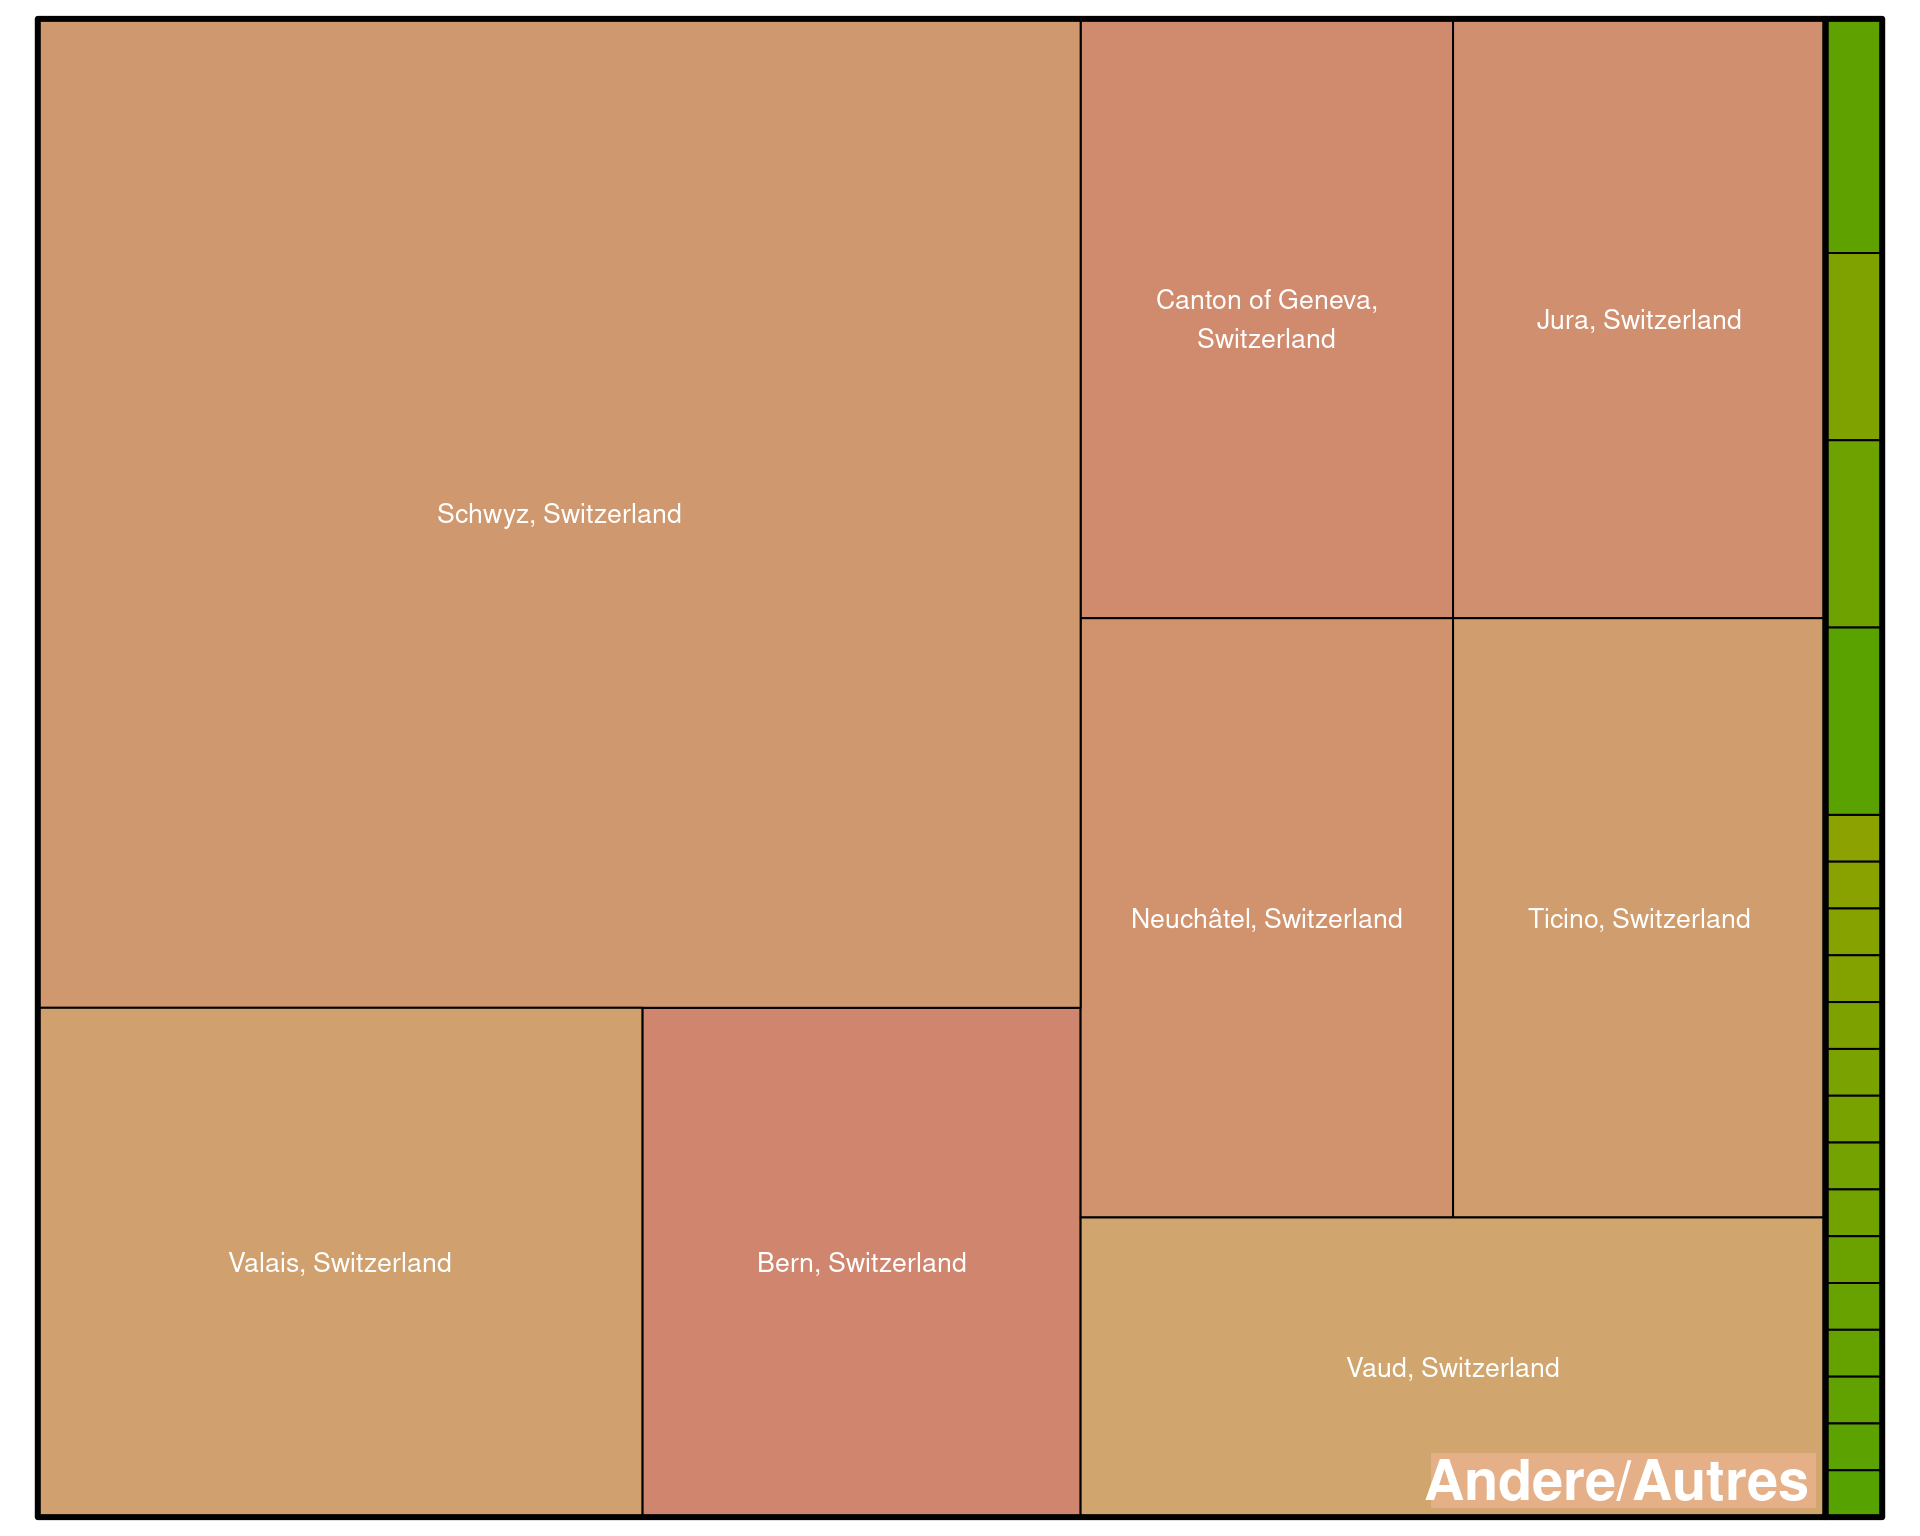 Canton of Geneva,
Switzerland
Jura, Switzerland
Schwyz, Switzerland
Neuchâtel, Switzerland
Ticino, Switzerland
Valais, Switzerland
Bern, Switzerland
Vaud, Switzerland
Andere/Autres